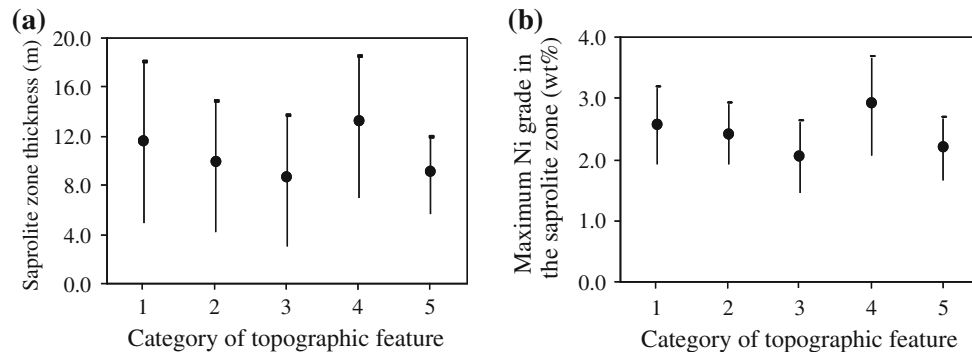 (a)
Saprolite zone thickness (m)
20.0
16.0
12.0
8.0
4.0
0.0
1 2 3 4 5
Category of topographic feature
(b)
Maximum Ni grade in
the saprolite zone (wt%)
4.0
3.0
2.0
1.0
0.0
1 2 3 4 5
Category of topographic feature